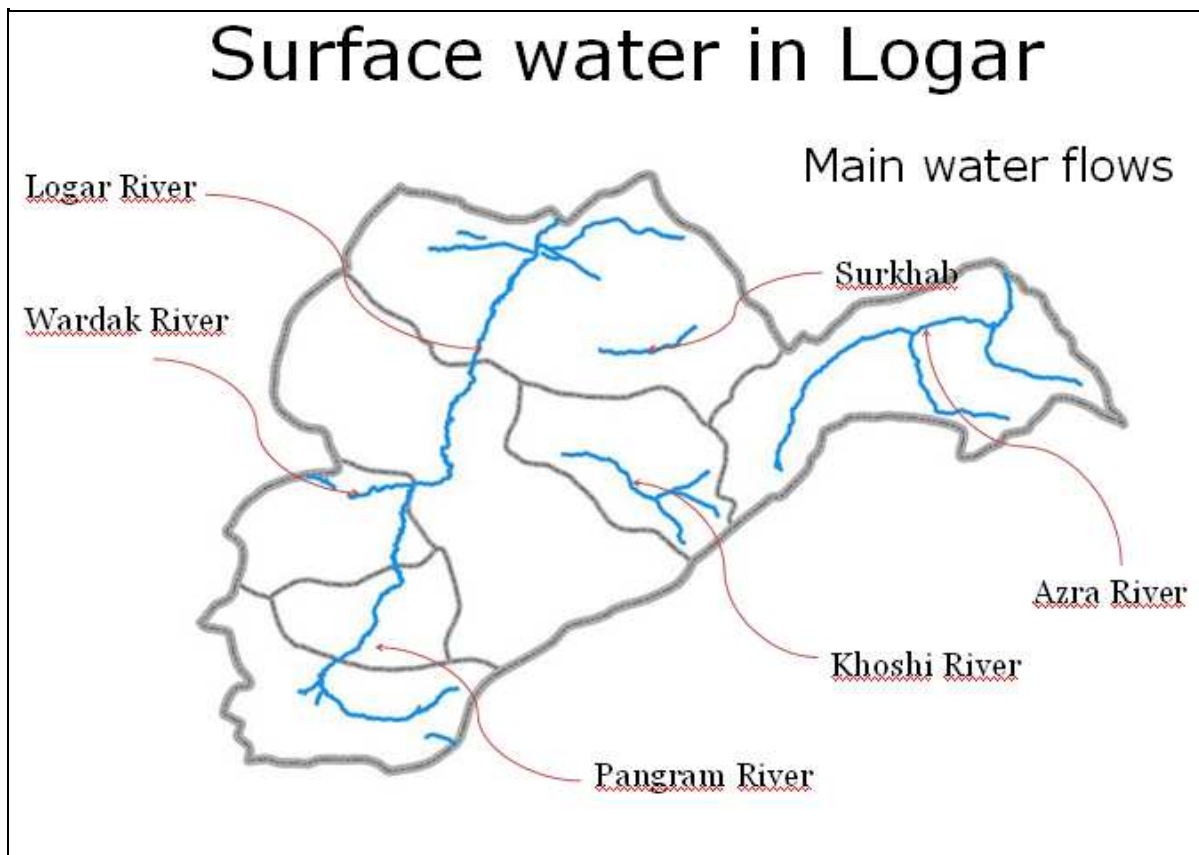 Surface water in Logar
Main water flows
Logar River
Surkhab
Wardak River
Azra River
Khoshi River
Pangram River